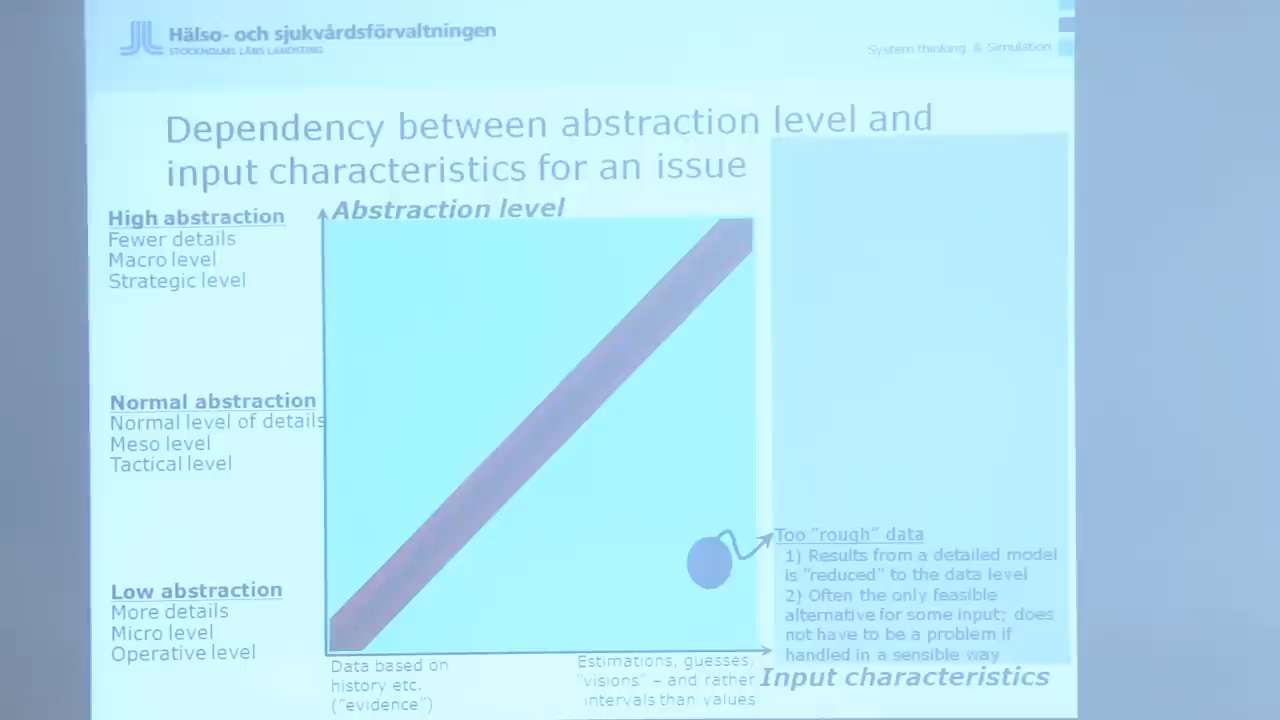 Hälso- och sjukvårdsförvaltningen
STOCKHOLMS LÄNS LANDSTING
System thinking & Simulation
Dependency between abstraction level and
input characteristics for an issue
Abstraction level
High abstraction
Fewer details
Macro level
Strategic level
Normal abstraction
Normal level of details
Meso level
Tactical level
Low abstraction
More details
Micro level
Operative level
Too "rough" data
1) Results from a detailed model
is "reduced" to the data level
2) Often the only feasible
alternative for some input; does
not have to be a problem if
handled in a sensible way
Data based on
history etc.
("evidence")
Estimations, guesses,
"visions" – and rather
intervals than values
Input characteristics